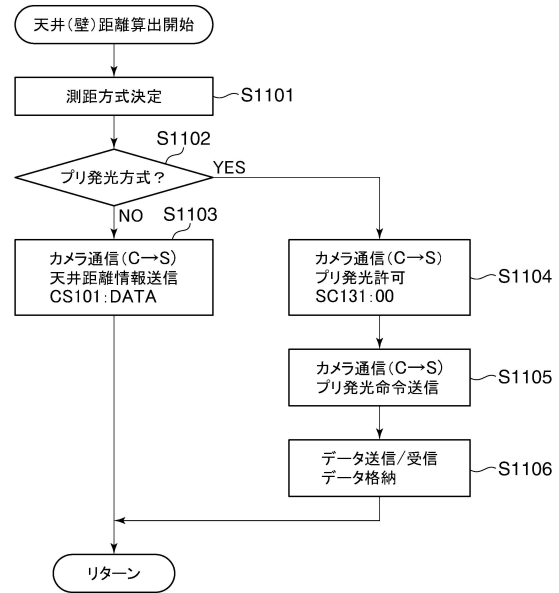 天井(壁)距離算出開始
測距方式決定
S1101
S1102
プリ発光方式?
YES
NO
S1103
カメラ通信(C→S)
天井距離情報送信
CS101:DATA
カメラ通信(C→S)
プリ発光許可
SC131:00
S1104
カメラ通信(C→S)
プリ発光命令送信
S1105
データ送信/受信
データ格納
S1106
リターン